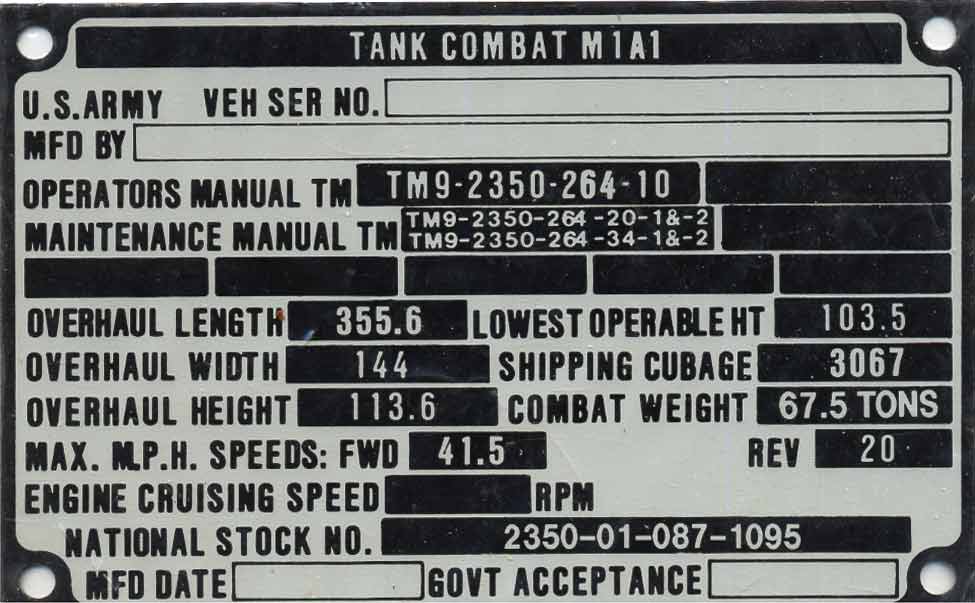 TANK COMBAT M1A1
U.S.ARMY VEH SER NO.
MFD BY
OPERATORS MANUAL TM TM9-2350-264-10
MAINTENANCE MANUAL TM TM9-2350-264-20-1&-2
TM9-2350-264-34-1&-2
OVERHAUL LENGTH 355.6 LOWEST OPERABLE HT 103.5
OVERHAUL WIDTH 144 SHIPPING CUBAGE 3067
OVERHAUL HEIGHT 113.6 COMBAT WEIGHT 67.5 TONS
MAX. M.P.H. SPEEDS: FWD 41.5 REV 20
ENGINE CRUISING SPEED RPM
NATIONAL STOCK NO. 2350-01-087-1095
MFD DATE GOVT ACCEPTANCE